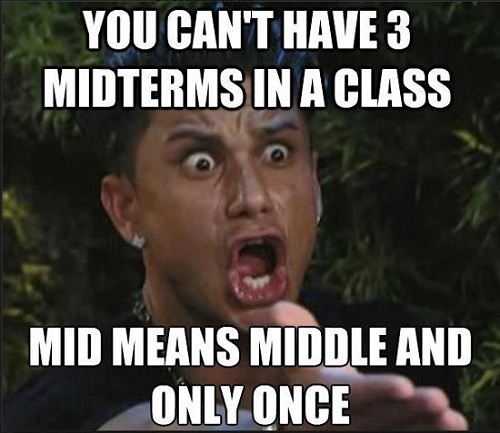 YOU CAN'T HAVE 3
MIDTERMS IN A CLASS
MID MEANS MIDDLE AND
ONLY ONCE